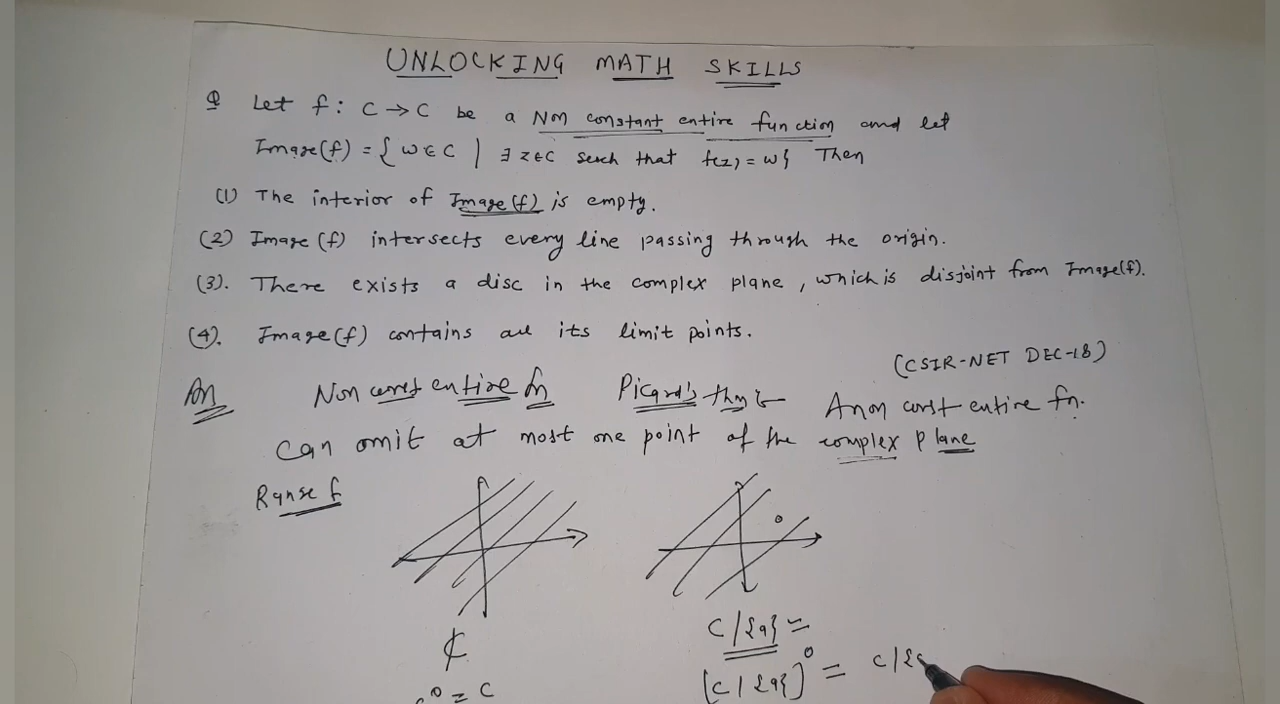 UNLOCKING MATH SKILLS
Q Let f: C → C be a Non constant entire function and let
Image(f) = { w ∈ C | ∃ z ∈ C such that f(z) = w} Then
(1) The interior of Image(f) is empty.
(2) Image (f) intersects every line passing through the origin.
(3). There exists a disc in the complex plane, which is disjoint from Image(f).
(4). Image(f) contains all its limit points.
(CSIR-NET DEC-18)
Non const entire fn Picard's thm :- A non const entire fn.
can omit at most one point of the complex plane
Range f
₵ C/{a} =
C° = C (C/{a})° = C/{a